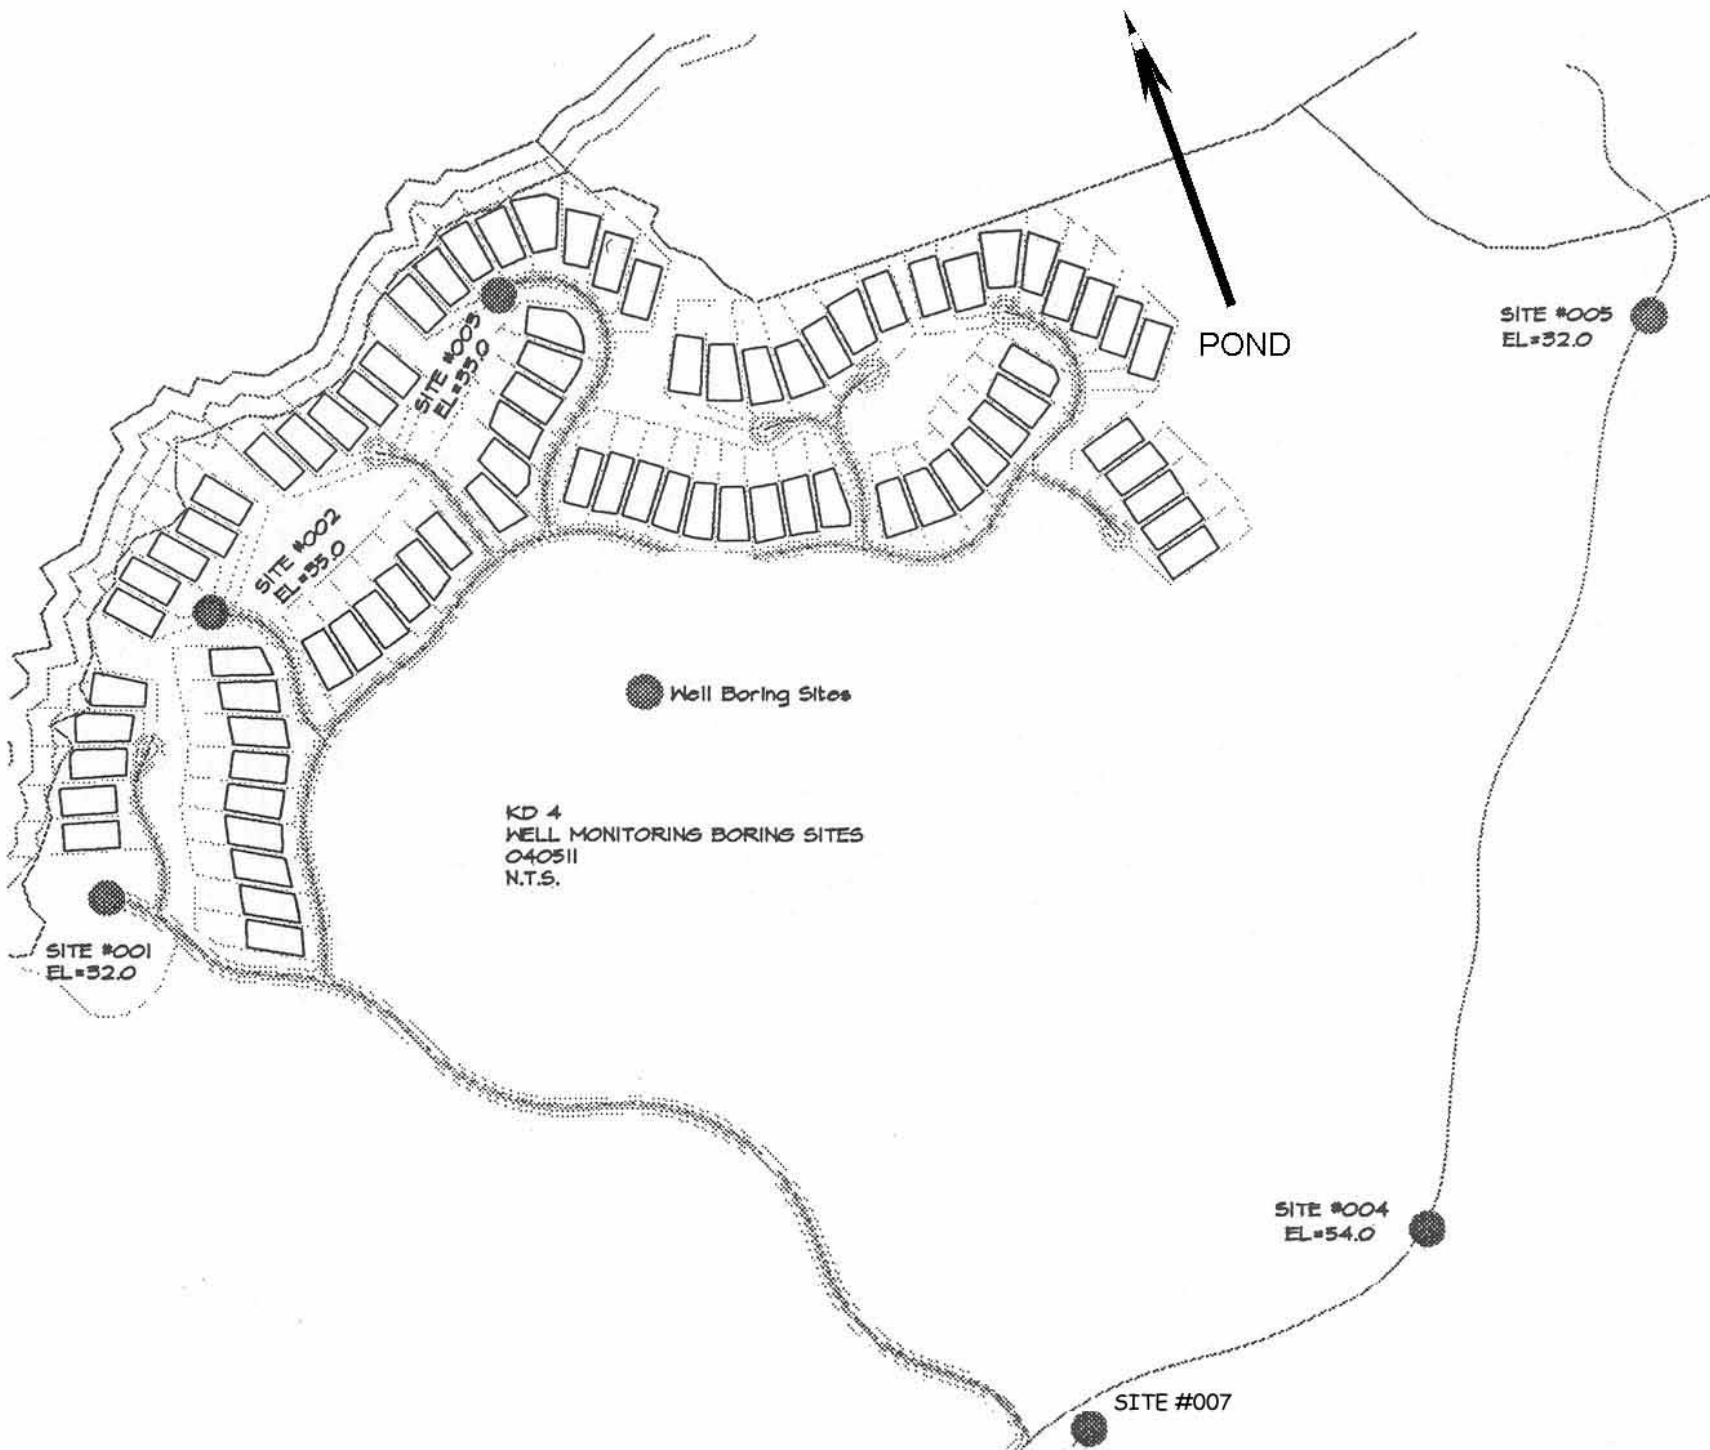 POND
SITE #005
EL=32.0
SITE #003
EL=33.0
SITE #002
EL=33.0
Well Boring Sites
KD 4
WELL MONITORING BORING SITES
040511
N.T.S.
SITE #001
EL=32.0
SITE #004
EL=34.0
SITE #007